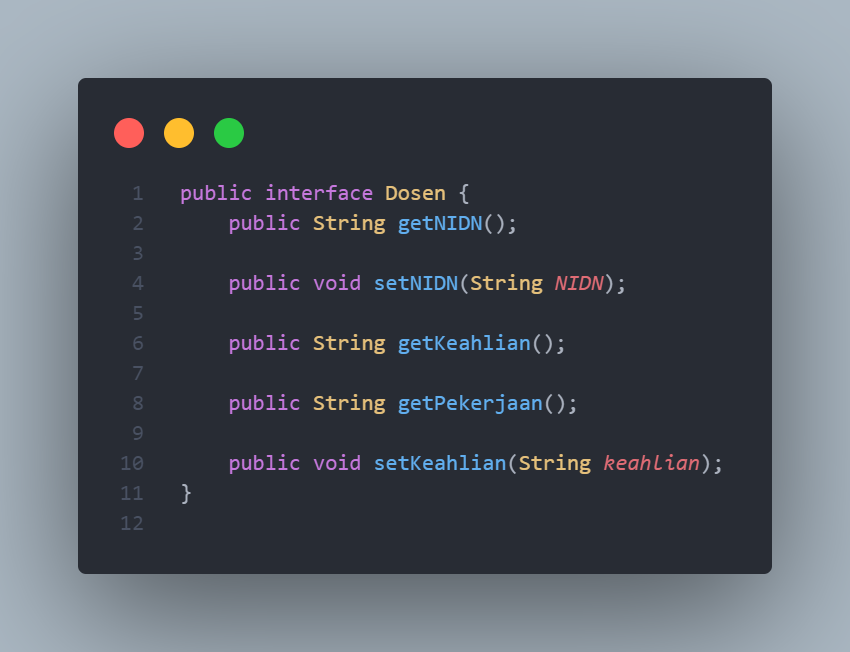 1 public interface Dosen {
2     public String getNIDN();
3
4     public void setNIDN(String NIDN);
5
6     public String getKeahlian();
7
8     public String getPekerjaan();
9
10     public void setKeahlian(String keahlian);
11 }
12